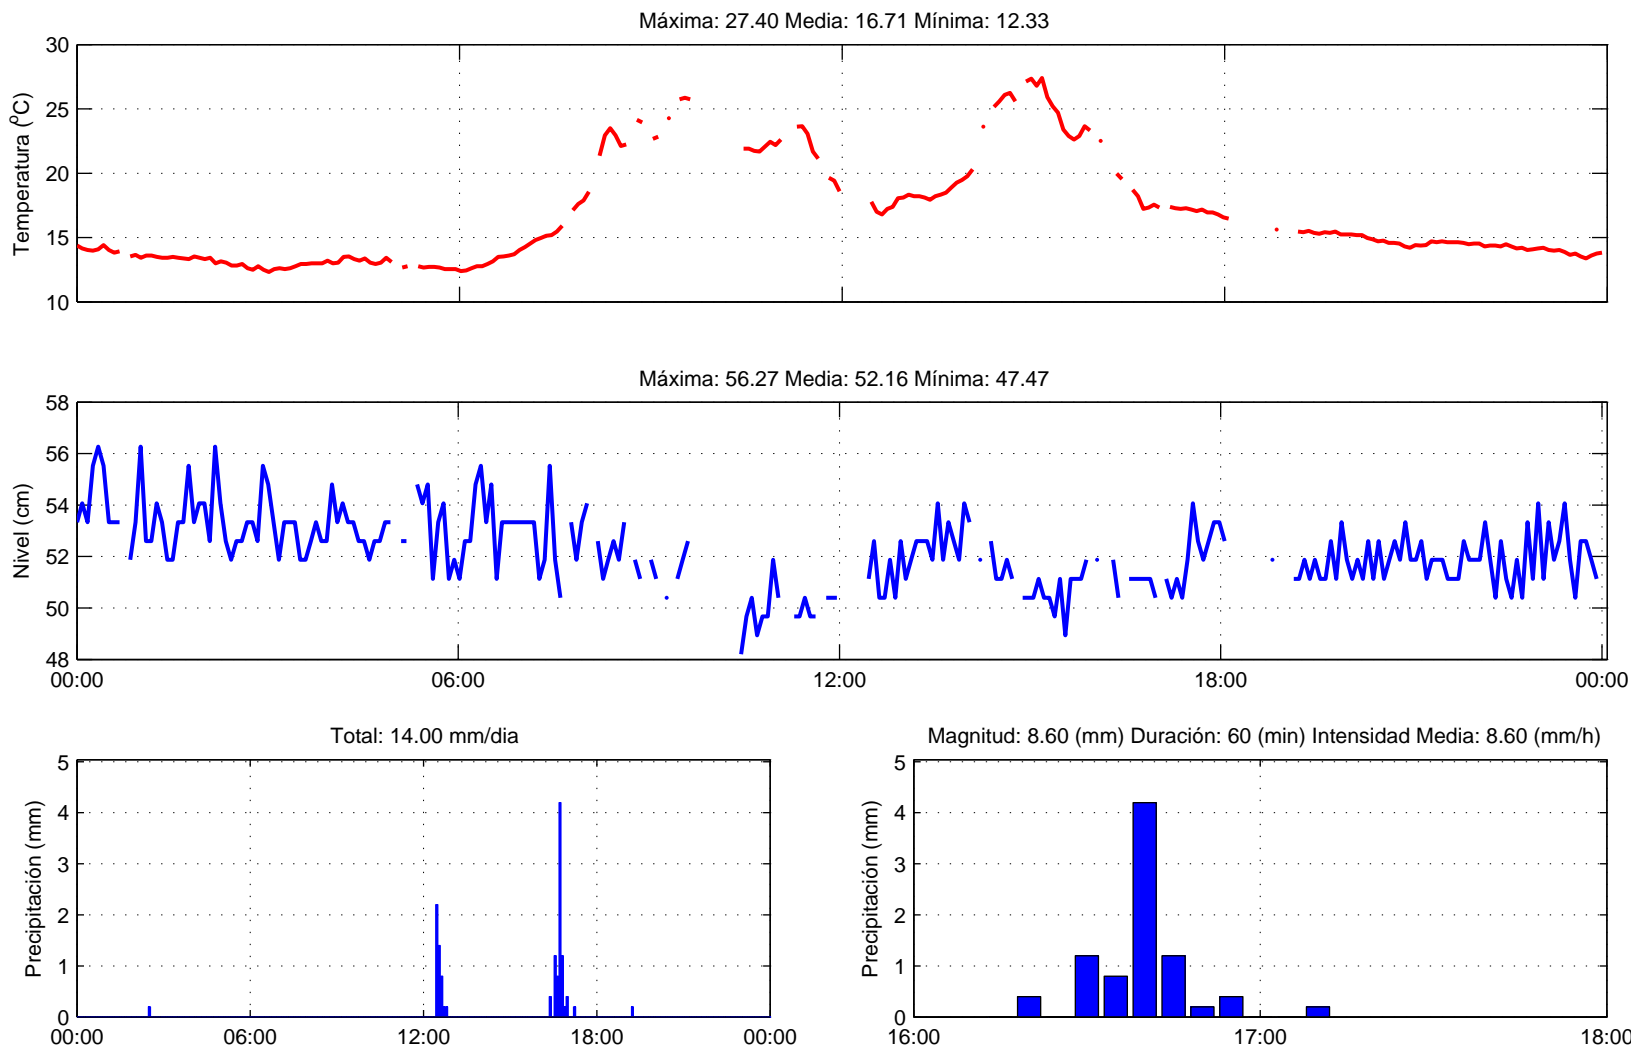 Máxima: 27.40 Media: 16.71 Mínima: 12.33
30
25
20
15
10
Temperatura (ºC)
Máxima: 56.27 Media: 52.16 Mínima: 47.47
58
56
54
52
50
48
Nivel (cm)
00:00 06:00 12:00 18:00 00:00
Total: 14.00 mm/dia
5
4
3
2
1
0
Precipitación (mm)
00:00 06:00 12:00 18:00 00:00
Magnitud: 8.60 (mm) Duración: 60 (min) Intensidad Media: 8.60 (mm/h)
5
4
3
2
1
0
Precipitación (mm)
16:00 17:00 18:00